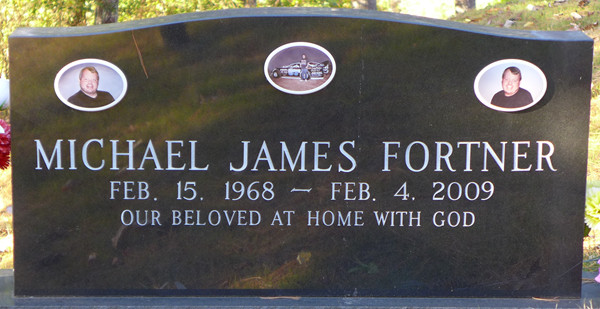 MICHAEL JAMES FORTNER
FEB. 15. 1968 ~ FEB. 4. 2009
OUR BELOVED AT HOME WITH GOD